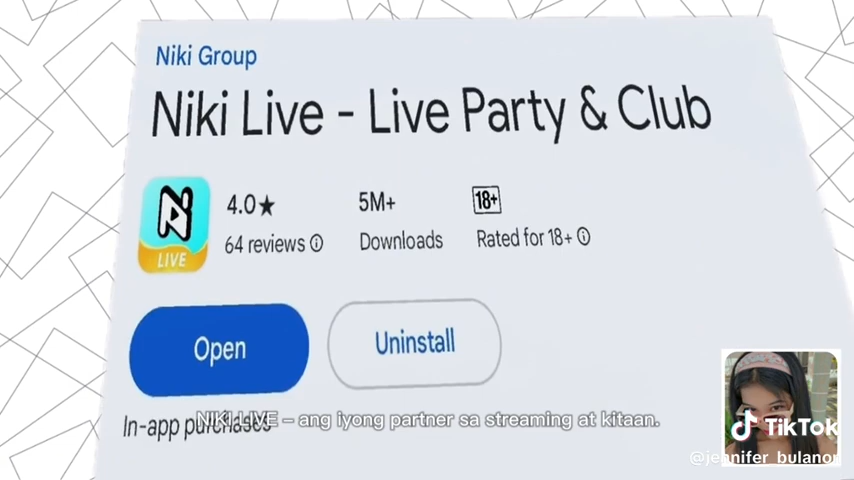 Niki Group
Niki Live - Live Party & Club
4.0★
64 reviews
5M+
Downloads
18+
Rated for 18+
LIVE
Open
Uninstall
In-app purchases
NIKI LIVE – ang iyong partner sa streaming at kitaan.
TikTok
@jennifer_bulanon